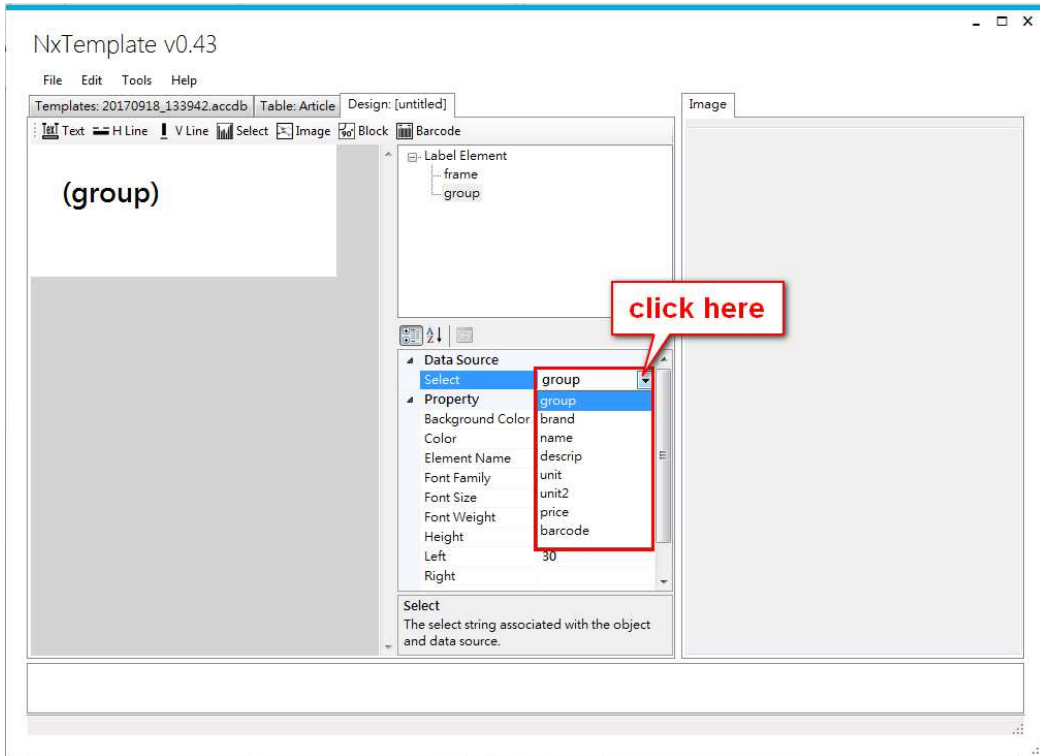 NxTemplate v0.43
File Edit Tools Help
Templates: 20170918_133942.accdb Table: Article Design: [untitled] Image
Text Text H Line V Line Select Image 90° Block Barcode
Label Element
frame
group
(group)
click here
Data Source
Select group
Property group
Background Color brand
Color name
Element Name descrip
Font Family unit
Font Size unit2
Font Weight price
Height barcode
Left 30
Right
Select
The select string associated with the object
and data source.